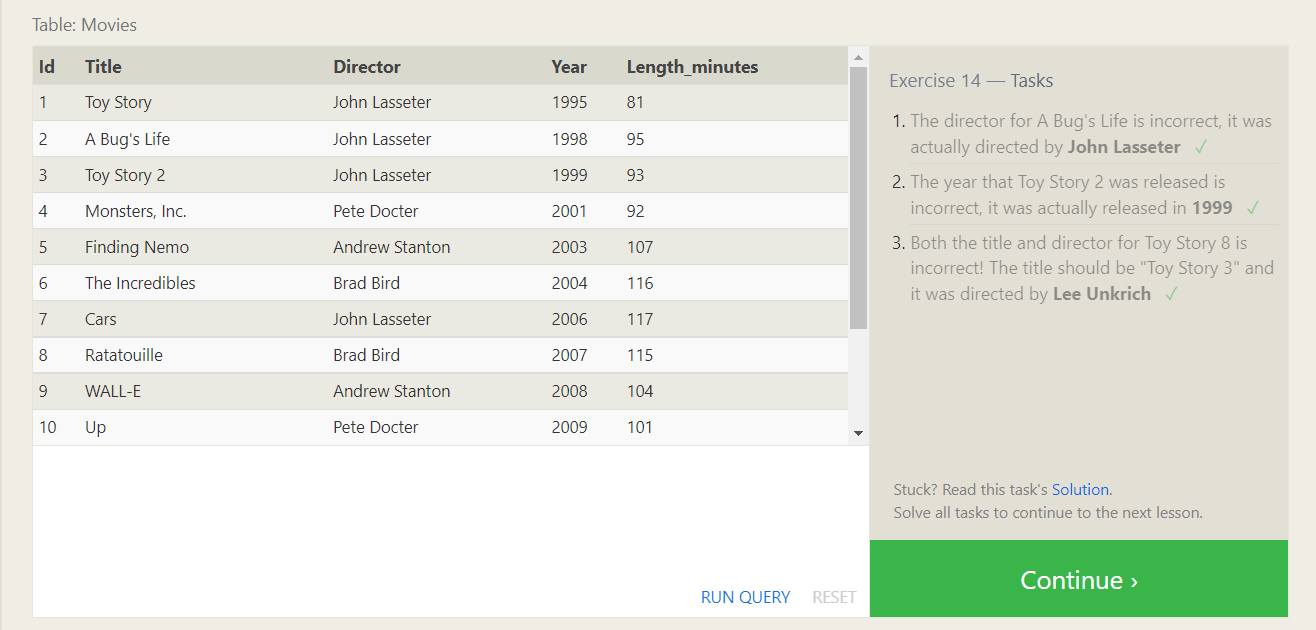 Table: Movies
Id Title Director Year Length_minutes
1 Toy Story John Lasseter 1995 81
2 A Bug's Life John Lasseter 1998 95
3 Toy Story 2 John Lasseter 1999 93
4 Monsters, Inc. Pete Docter 2001 92
5 Finding Nemo Andrew Stanton 2003 107
6 The Incredibles Brad Bird 2004 116
7 Cars John Lasseter 2006 117
8 Ratatouille Brad Bird 2007 115
9 WALL-E Andrew Stanton 2008 104
10 Up Pete Docter 2009 101
RUN QUERY RESET
Exercise 14 — Tasks
1. The director for A Bug's Life is incorrect, it was
actually directed by John Lasseter ✓
2. The year that Toy Story 2 was released is
incorrect, it was actually released in 1999 ✓
3. Both the title and director for Toy Story 8 is
incorrect! The title should be "Toy Story 3" and
it was directed by Lee Unkrich ✓
Stuck? Read this task's Solution.
Solve all tasks to continue to the next lesson.
Continue ›